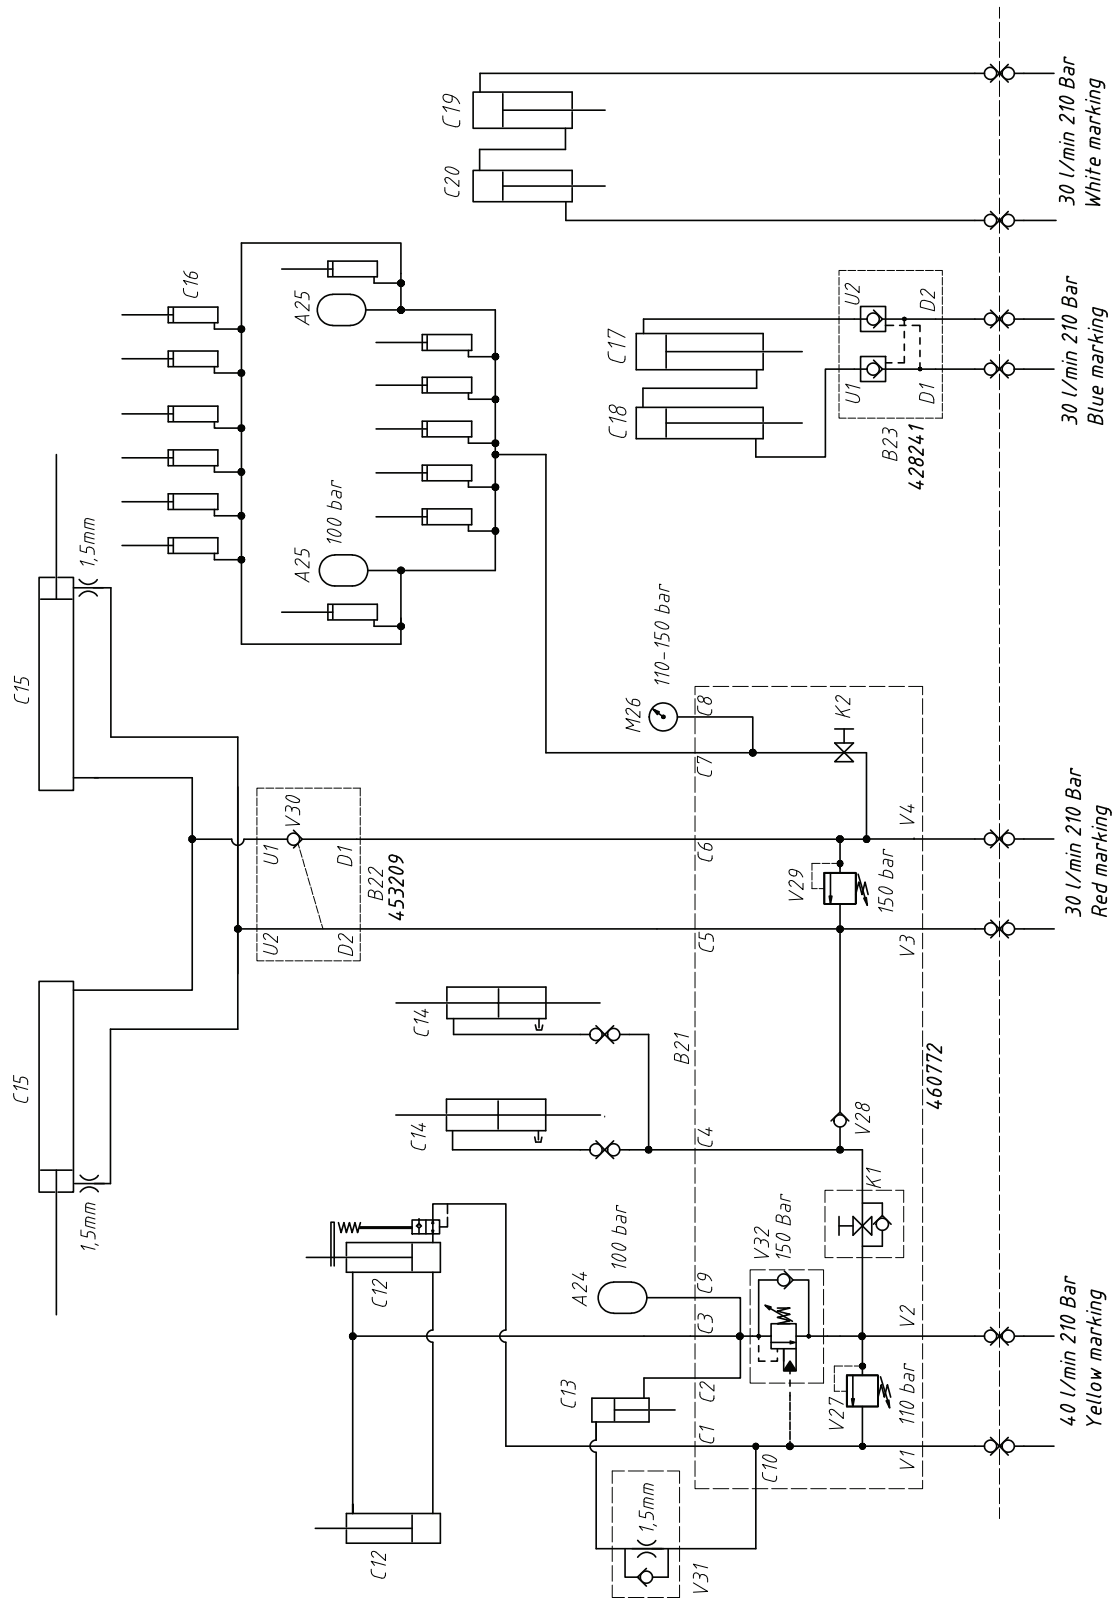 C15
C15
1,5mm
1,5mm
C16
U2
U1
V30
A25
A25
100 bar
D2
D1
C12
C12
B22
453209
C14
C14
C20
C19
C13
A24
100 bar
C18
C17
M26
1,5mm
110-150 bar
B21
V31
C1
C2
C3
C9
C4
C5
C6
C7
C8
C10
V32
150 Bar
V29
V27
K2
U1
U2
V28
K1
150 bar
B23
428241
110 bar
V1
V2
V3
V4
D1
D2
460772
40 l/min 210 Bar
Yellow marking
30 l/min 210 Bar
Red marking
30 l/min 210 Bar
Blue marking
30 l/min 210 Bar
White marking